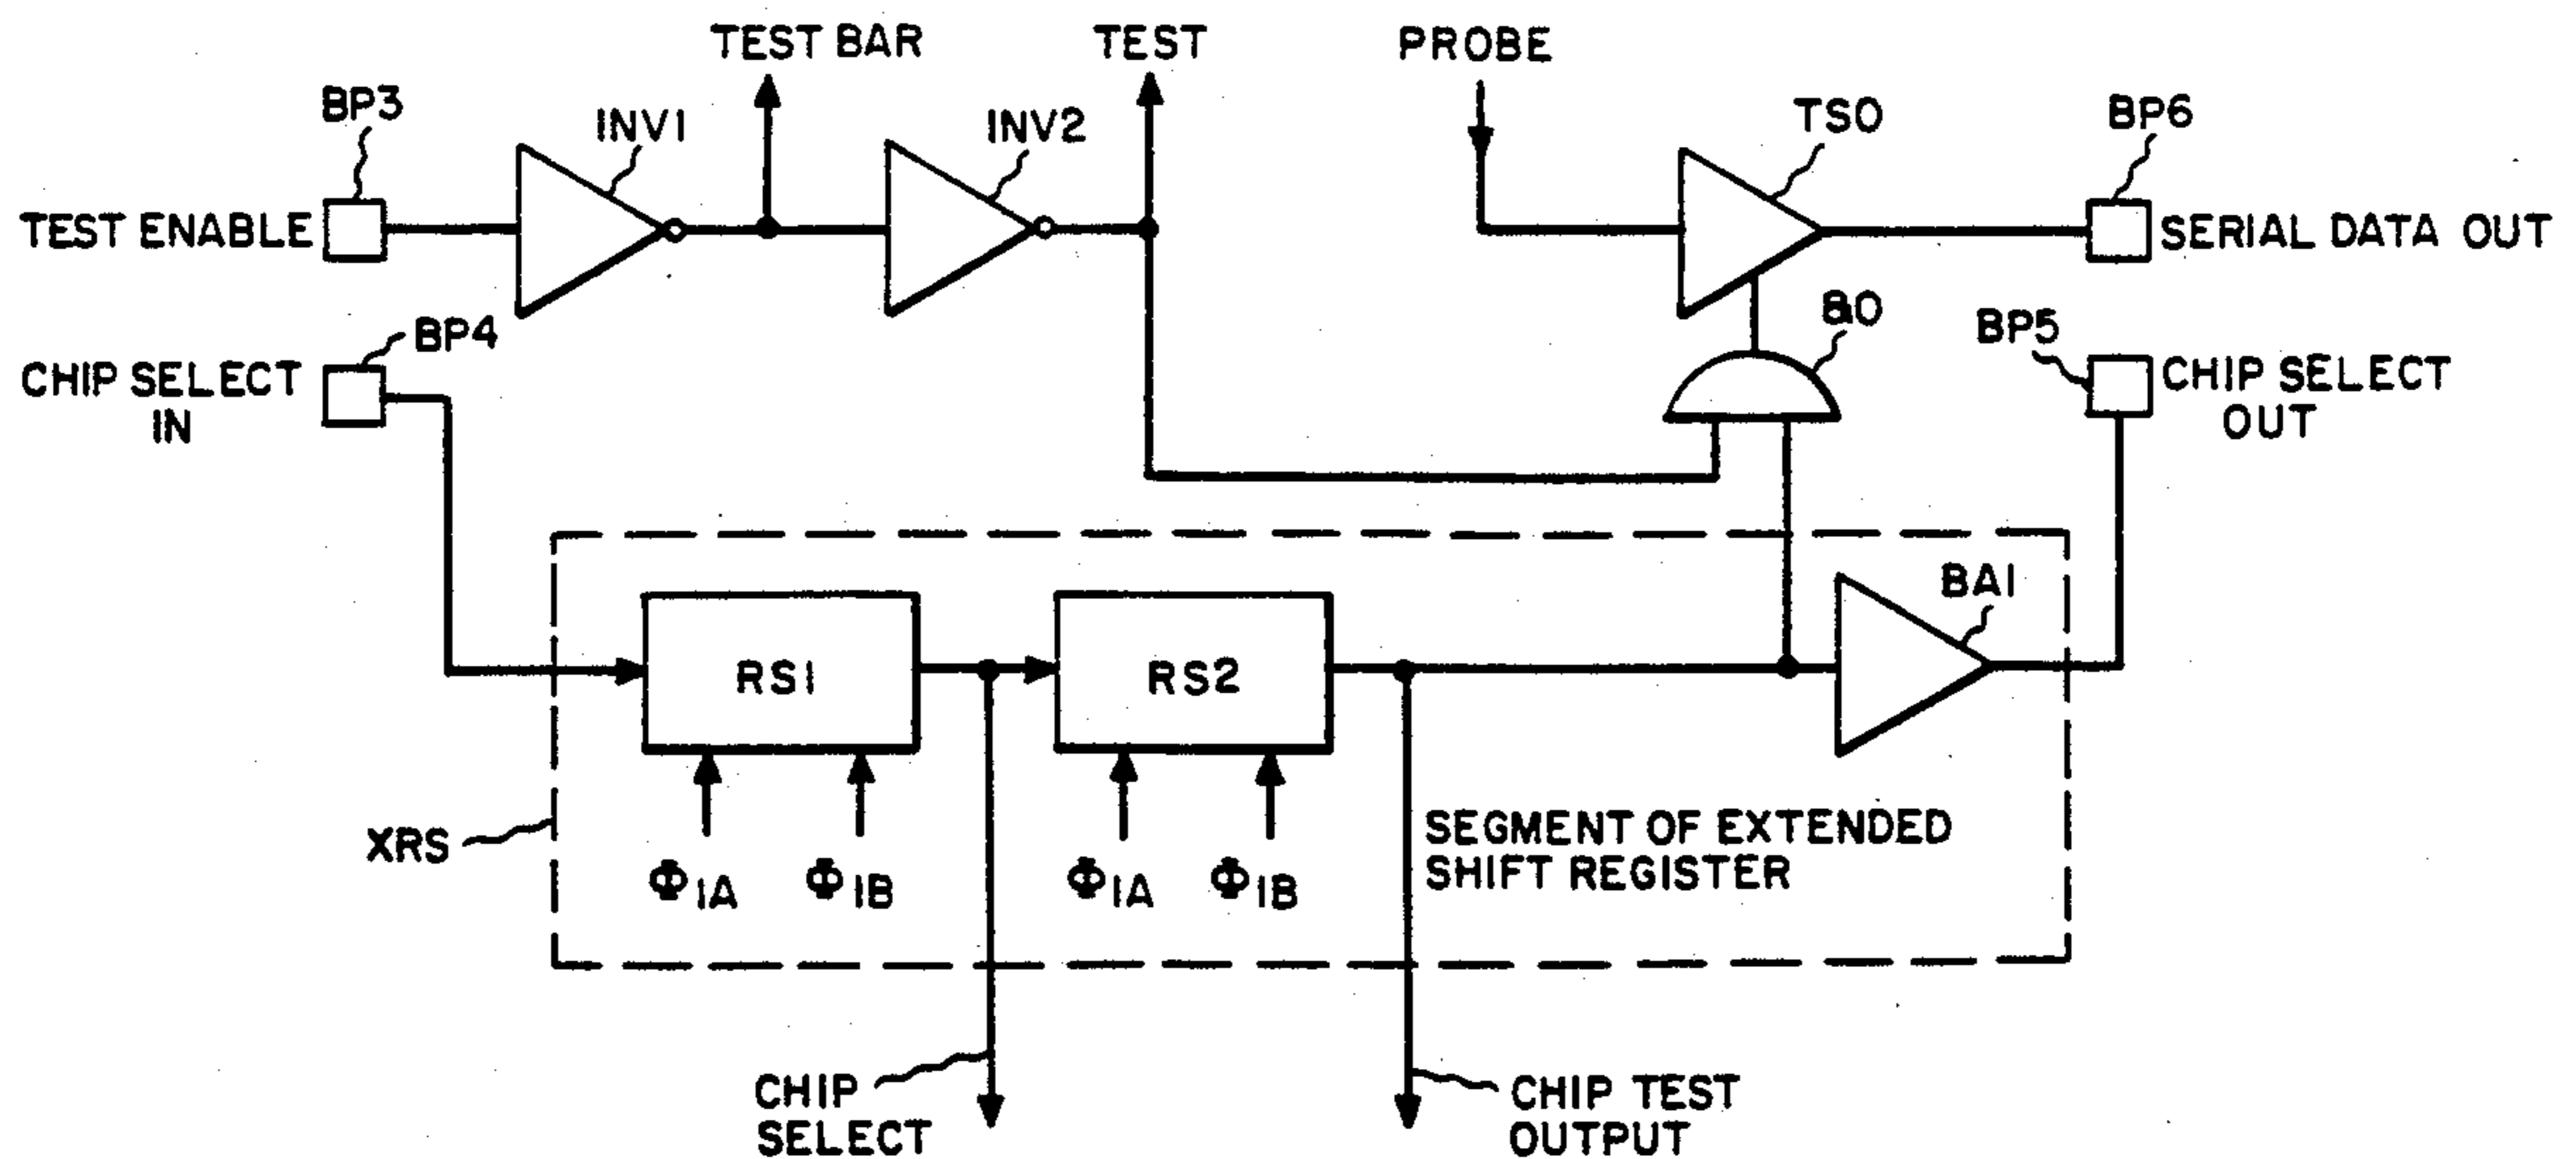 TEST BAR
TEST
PROBE
BP3
INV1
INV2
TSO
BP6
TEST ENABLE
SERIAL DATA OUT
BP4
&O
BP5
CHIP SELECT
IN
CHIP SELECT
OUT
BA1
RS1
RS2
XRS
Φ1A
Φ1B
Φ1A
Φ1B
SEGMENT OF EXTENDED
SHIFT REGISTER
CHIP
SELECT
CHIP TEST
OUTPUT